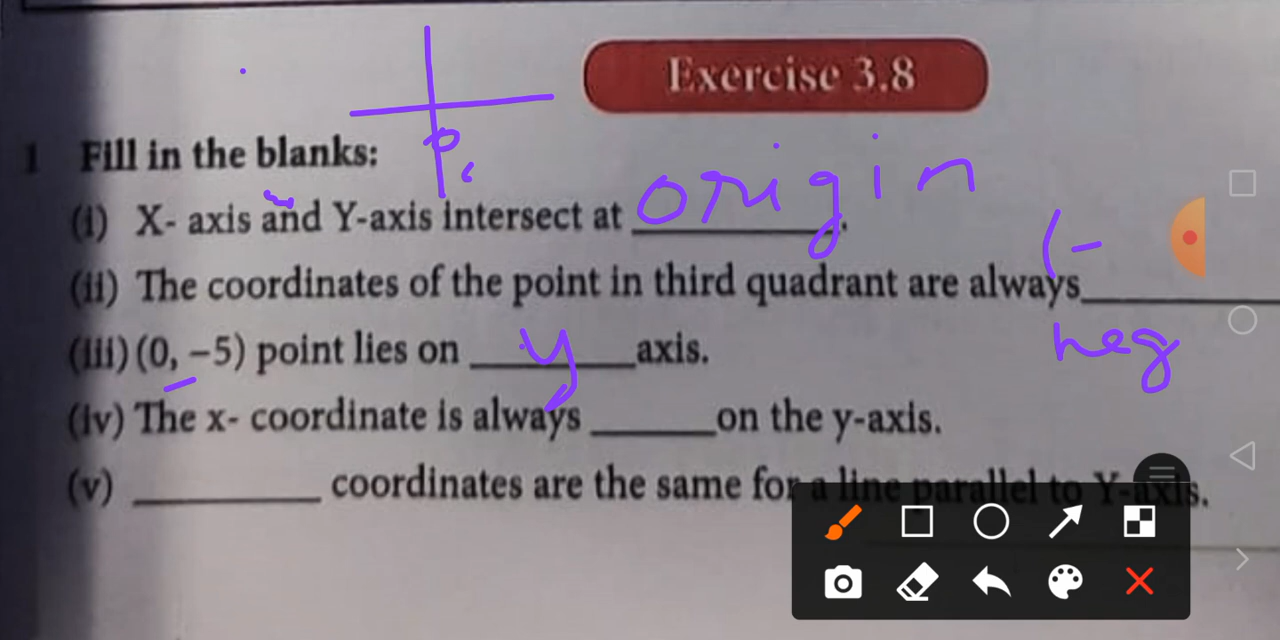 Exercise 3.8
1 Fill in the blanks:
(i) X- axis and Y-axis intersect at origin.
(ii) The coordinates of the point in third quadrant are always (-
neg
(iii) (0, −5) point lies on y axis.
(iv) The x- coordinate is always ______ on the y-axis.
(v) ______ coordinates are the same for a line parallel to Y-axis.